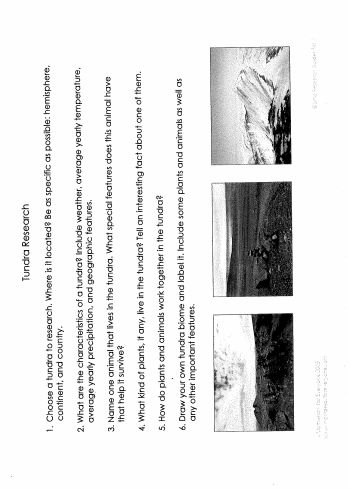 Tundra Research
1. Choose a tundra to research. Where is it located? Be as specific as possible: hemisphere,
continent, and country.
2. What are the characteristics of a tundra? Include weather, average yearly temperature,
average yearly precipitation, and geographic features.
3. Name one animal that lives in the tundra. What special features does this animal have
that help it survive?
4. What kind of plants, if any, live in the tundra? Tell an interesting fact about one of them.
5. How do plants and animals work together in the tundra?
6. Draw your own tundra biome and label it. Include some plants and animals as well as
any other important features.